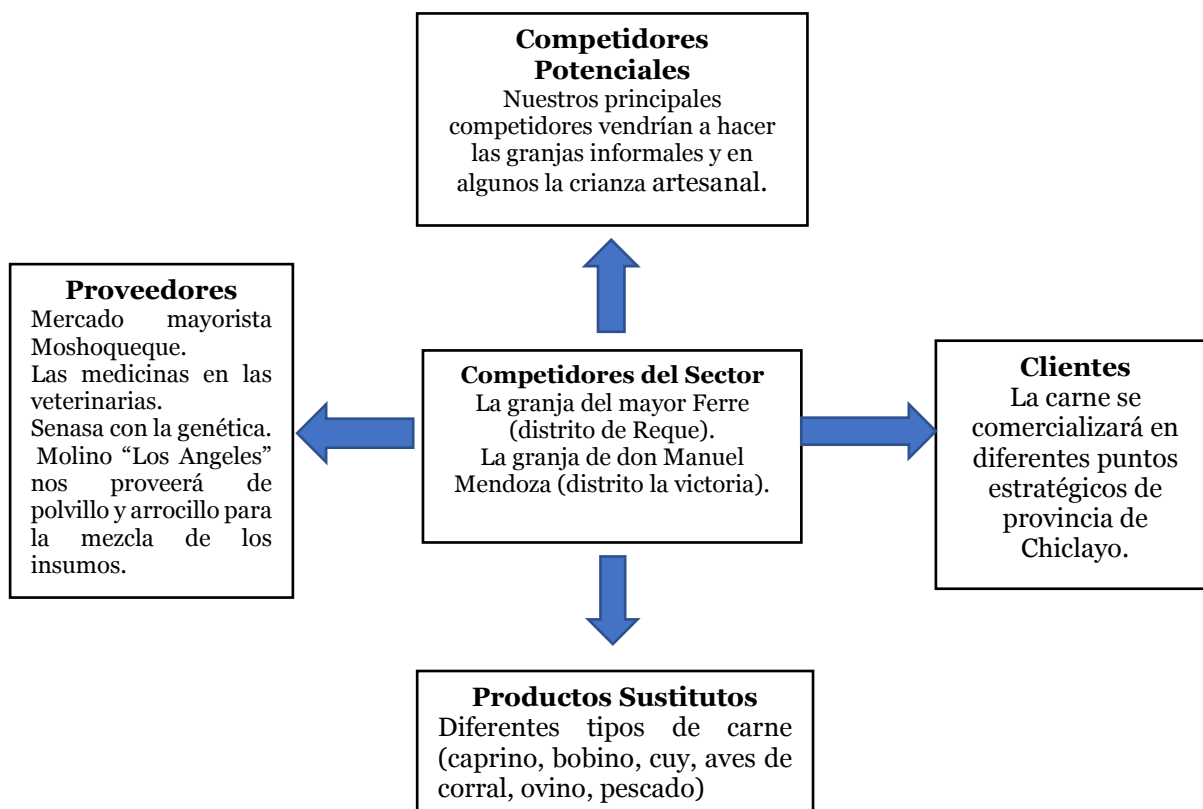 Competidores
Potenciales
Nuestros principales
competidores vendrían a hacer
las granjas informales y en
algunos la crianza artesanal.
Proveedores
Mercado mayorista
Moshoqueque.
Las medicinas en las
veterinarias.
Senasa con la genética.
Molino “Los Angeles”
nos proveerá de
polvillo y arrocillo para
la mezcla de los
insumos.
Competidores del Sector
La granja del mayor Ferre
(distrito de Reque).
La granja de don Manuel
Mendoza (distrito la victoria).
Clientes
La carne se
comercializará en
diferentes puntos
estratégicos de
provincia de
Chiclayo.
Productos Sustitutos
Diferentes tipos de carne
(caprino, bobino, cuy, aves de
corral, ovino, pescado)